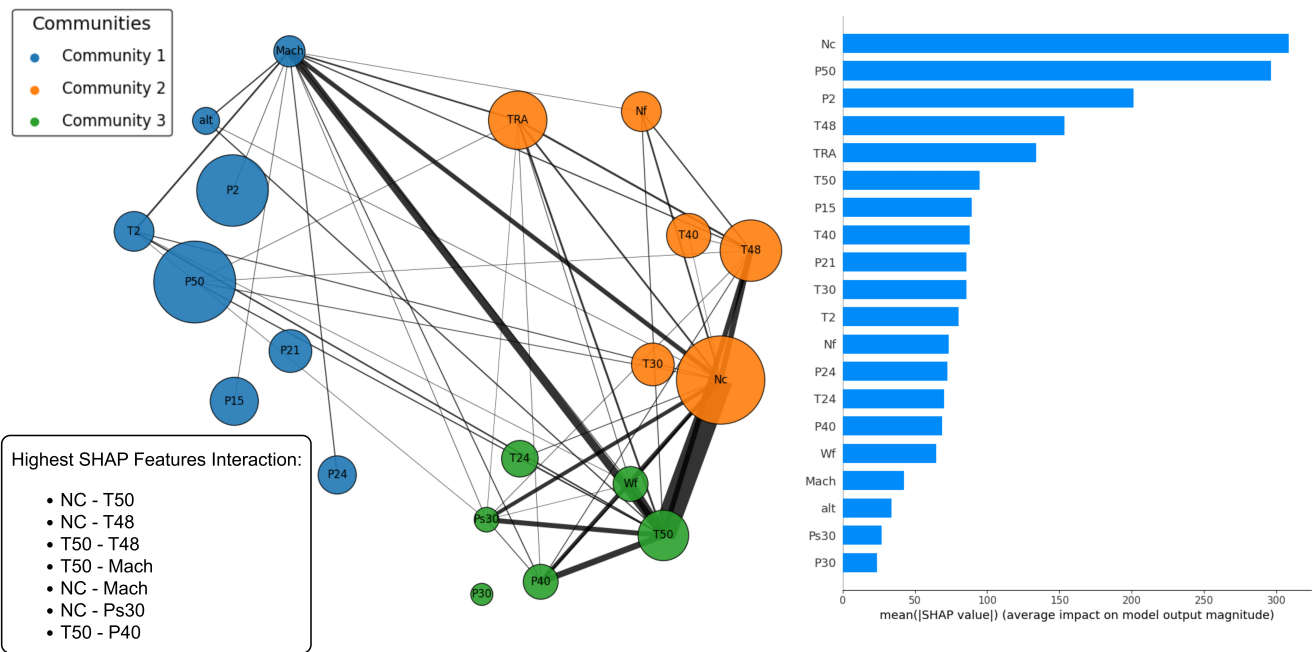 Communities
Community 1
Community 2
Community 3
Mach
alt
TRA
Nf
P2
T2
T40
T48
P50
P21
T30
Nc
P15
T24
P24
Wf
Ps30
T50
P40
P30
Highest SHAP Features Interaction:
• NC - T50
• NC - T48
• T50 - T48
• T50 - Mach
• NC - Mach
• NC - Ps30
• T50 - P40
Nc
P50
P2
T48
TRA
T50
P15
T40
P21
T30
T2
Nf
P24
T24
P40
Wf
Mach
alt
Ps30
P30
0 50 100 150 200 250 300
mean(|SHAP value|) (average impact on model output magnitude)